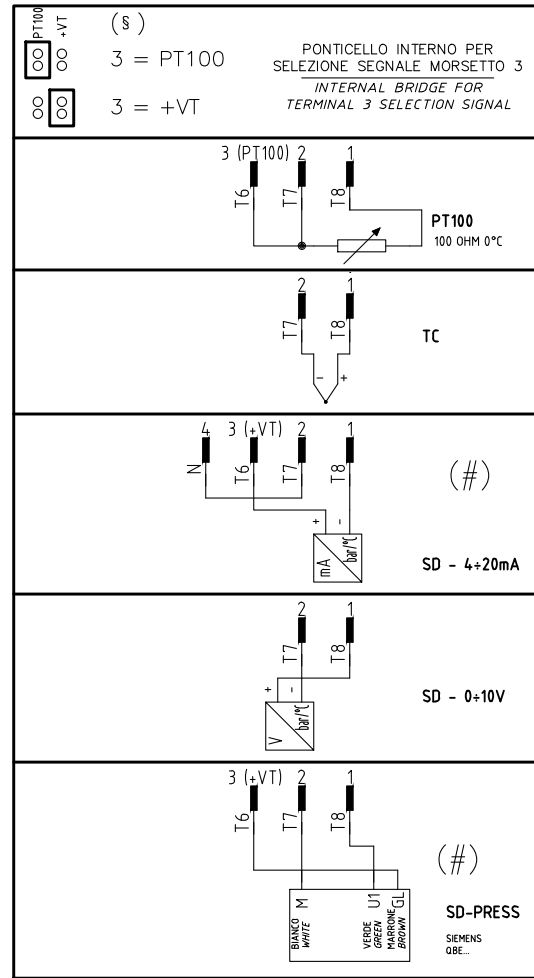 PT100
+VT
(§)
3 = PT100
3 = +VT
PONTICELLO INTERNO PER
SELEZIONE SEGNALE MORSETTO 3
INTERNAL BRIDGE FOR
TERMINAL 3 SELECTION SIGNAL
3 (PT100) 2 1
T6 T7 T8
PT100
100 OHM 0°C
2 1
T7 T8
- +
TC
4 3 (+VT) 2 1
N T6 T7 T8
+ -
mA bar/°C
(#)
SD - 4÷20mA
2 1
T7 T8
+ -
V bar/°C
SD - 0÷10V
3 (+VT) 2 1
T6 T7 T8
M U1 GL
BIANCO
WHITE
VERDE
GREEN
MARRONE
BROWN
(#)
SD-PRESS
SIEMENS
QBE...